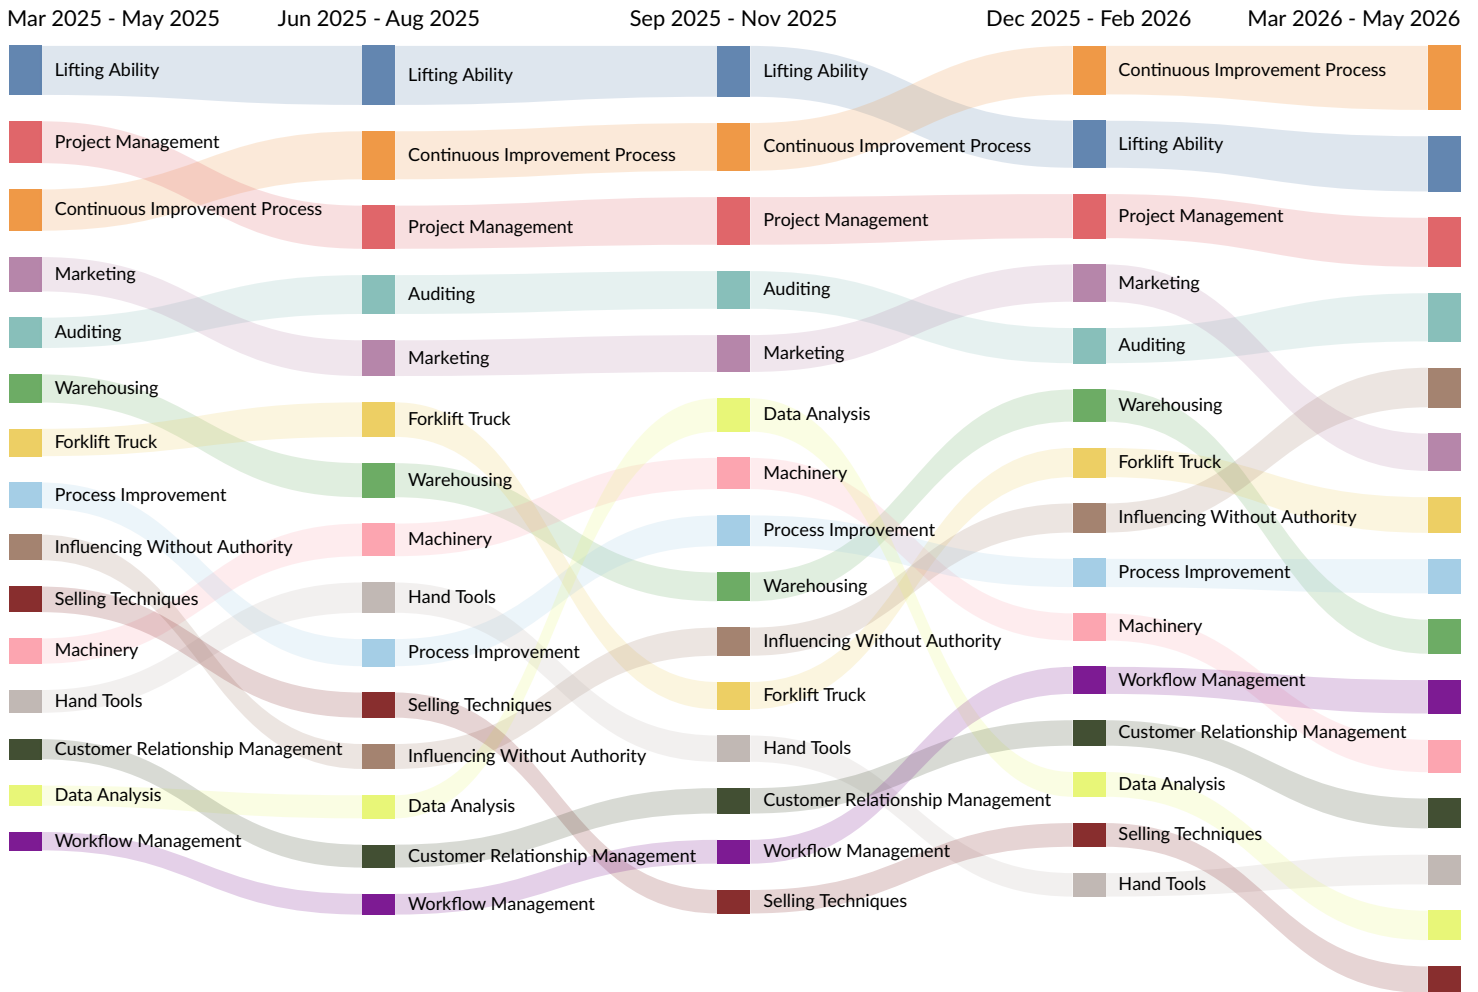 Mar 2025 - May 2025
Jun 2025 - Aug 2025
Sep 2025 - Nov 2025
Dec 2025 - Feb 2026
Mar 2026 - May 2026
Lifting Ability
Project Management
Continuous Improvement Process
Marketing
Auditing
Warehousing
Forklift Truck
Process Improvement
Influencing Without Authority
Selling Techniques
Machinery
Hand Tools
Customer Relationship Management
Data Analysis
Workflow Management
Lifting Ability
Continuous Improvement Process
Project Management
Auditing
Marketing
Forklift Truck
Warehousing
Machinery
Hand Tools
Process Improvement
Selling Techniques
Influencing Without Authority
Data Analysis
Customer Relationship Management
Workflow Management
Lifting Ability
Continuous Improvement Process
Project Management
Auditing
Marketing
Data Analysis
Machinery
Process Improvement
Warehousing
Influencing Without Authority
Forklift Truck
Hand Tools
Customer Relationship Management
Workflow Management
Selling Techniques
Continuous Improvement Process
Lifting Ability
Project Management
Marketing
Auditing
Warehousing
Forklift Truck
Influencing Without Authority
Process Improvement
Machinery
Workflow Management
Customer Relationship Management
Data Analysis
Selling Techniques
Hand Tools